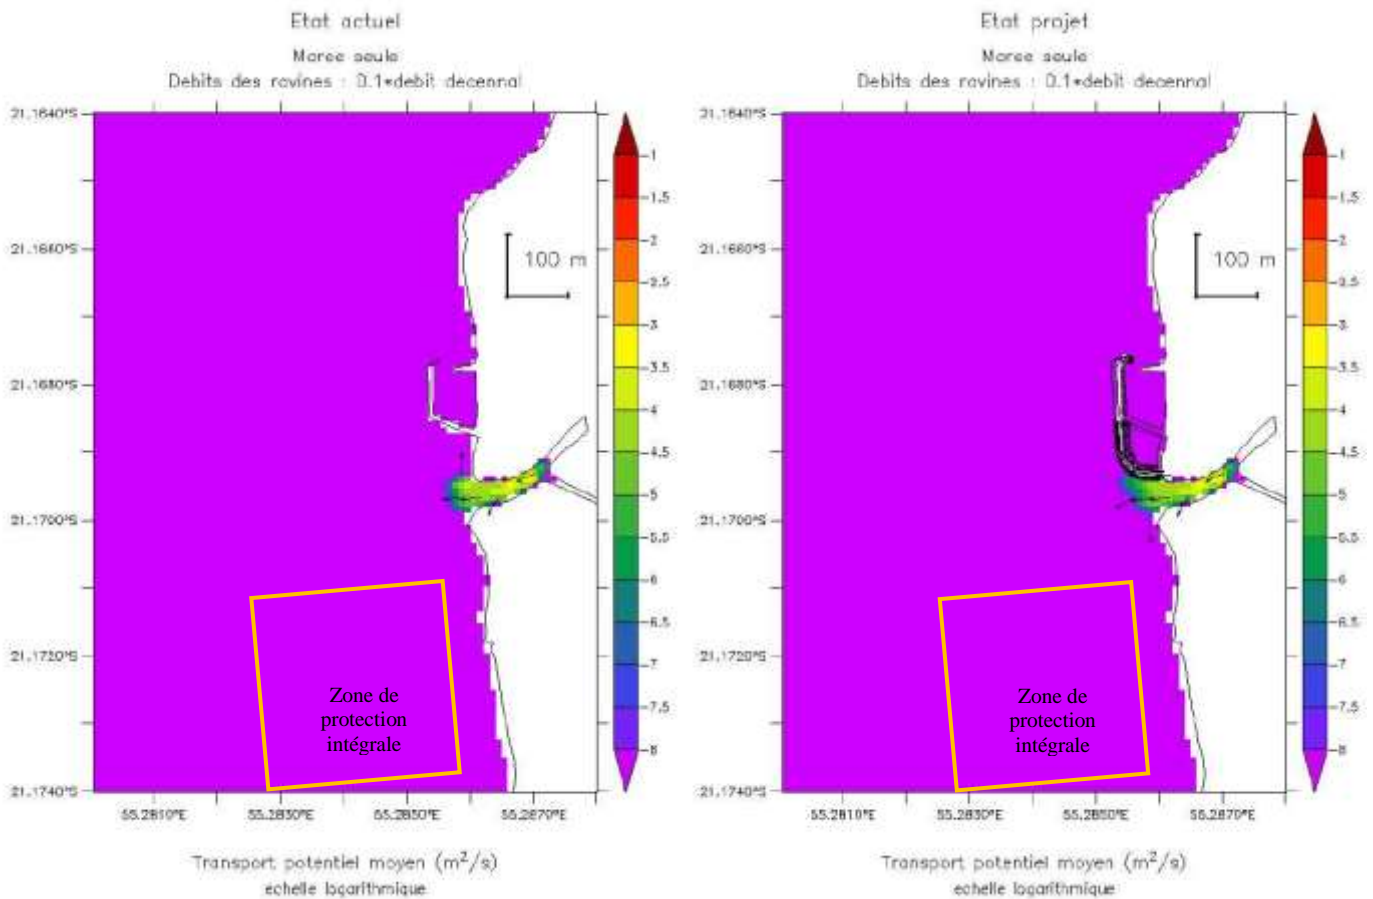 Etat actuel
Maree seule
Debits des ravines : 0.1*debit decennal
21.1640°S
21.1660°S
21.1680°S
21.1700°S
21.1720°S
21.1740°S
55.2810°E
55.2830°E
55.2850°E
55.2870°E
100 m
Zone de
protection
intégrale
-1
-1.5
-2
-2.5
-3
-3.5
-4
-4.5
-5
-5.5
-6
-6.5
-7
-7.5
-8
Transport potentiel moyen (m²/s)
echelle logarithmique
Etat projet
Maree seule
Debits des ravines : 0.1*debit decennal
21.1640°S
21.1660°S
21.1680°S
21.1700°S
21.1720°S
21.1740°S
55.2810°E
55.2830°E
55.2850°E
55.2870°E
100 m
Zone de
protection
intégrale
-1
-1.5
-2
-2.5
-3
-3.5
-4
-4.5
-5
-5.5
-6
-6.5
-7
-7.5
-8
Transport potentiel moyen (m²/s)
echelle logarithmique